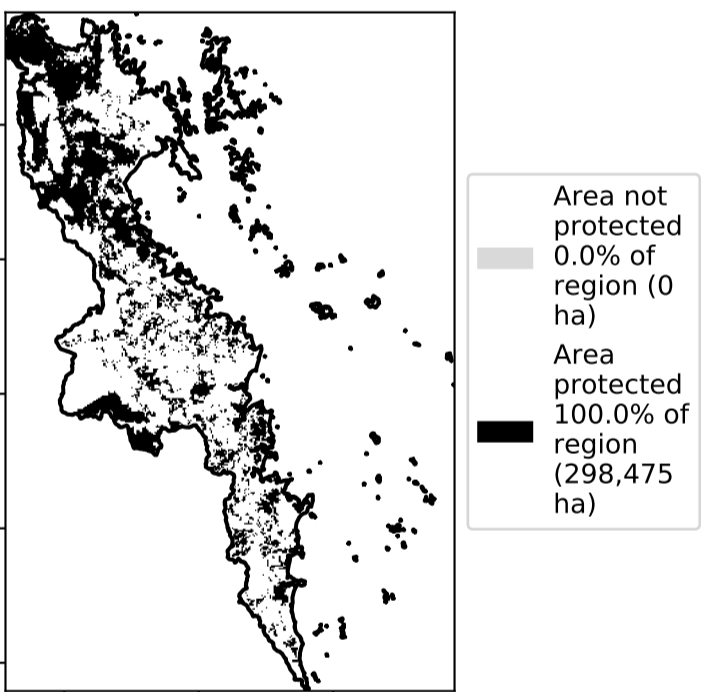 Area not
protected
0.0% of
region (0
ha)
Area
protected
100.0% of
region
(298,475
ha)